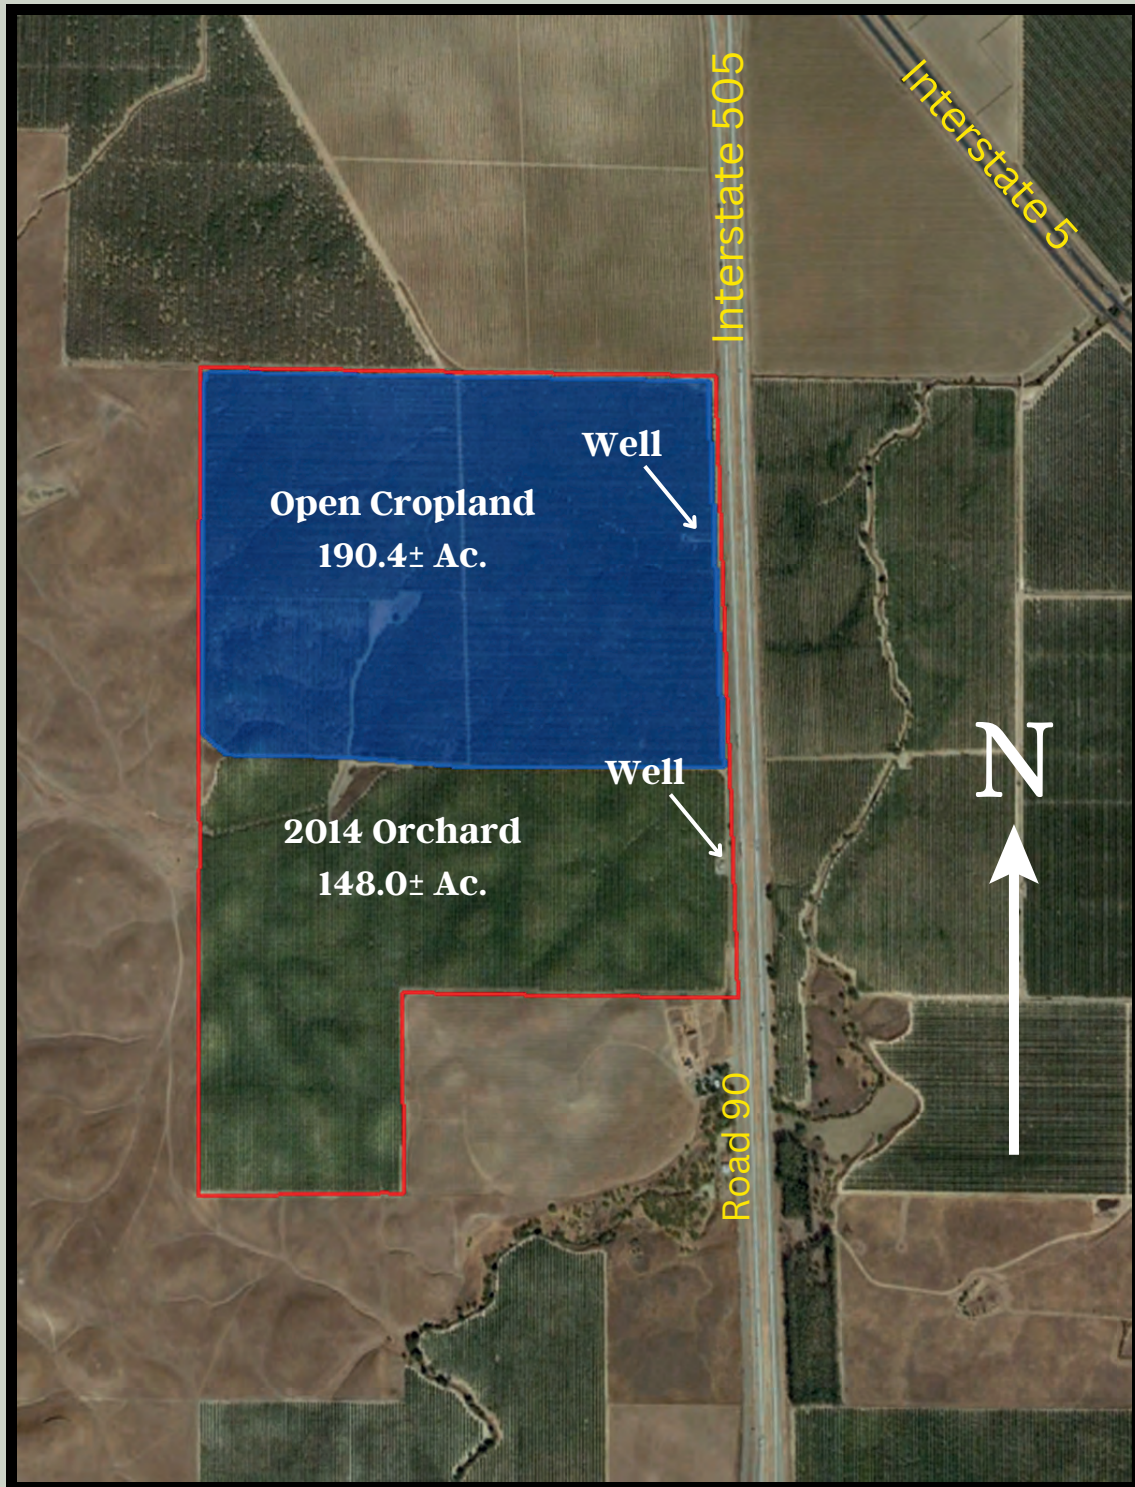 Interstate 505
Interstate 5
Well
Open Cropland
190.4± Ac.
Well
2014 Orchard
148.0± Ac.
N
Road 90